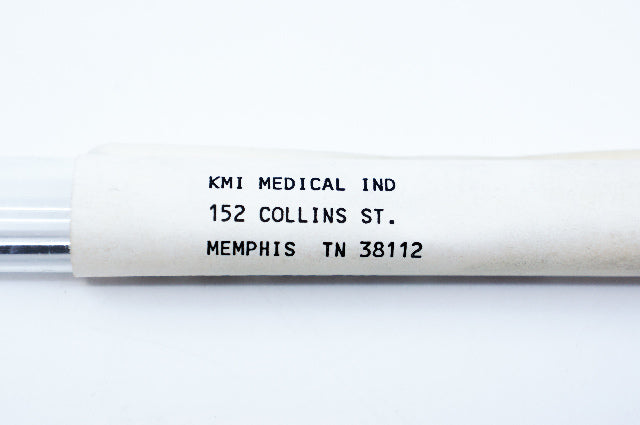 KMI MEDICAL IND
152 COLLINS ST.
MEMPHIS TN 38112